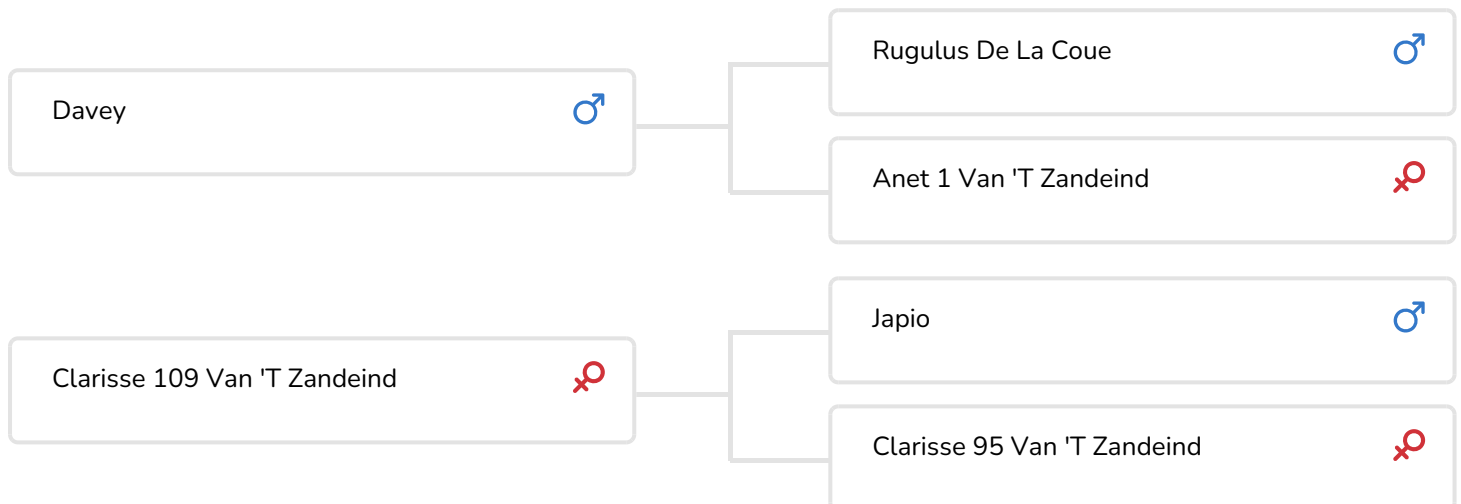 Rugulus De La Coue
Davey
Anet 1 Van 'T Zandeind
Japio
Clarisse 109 Van 'T Zandeind
Clarisse 95 Van 'T Zandeind